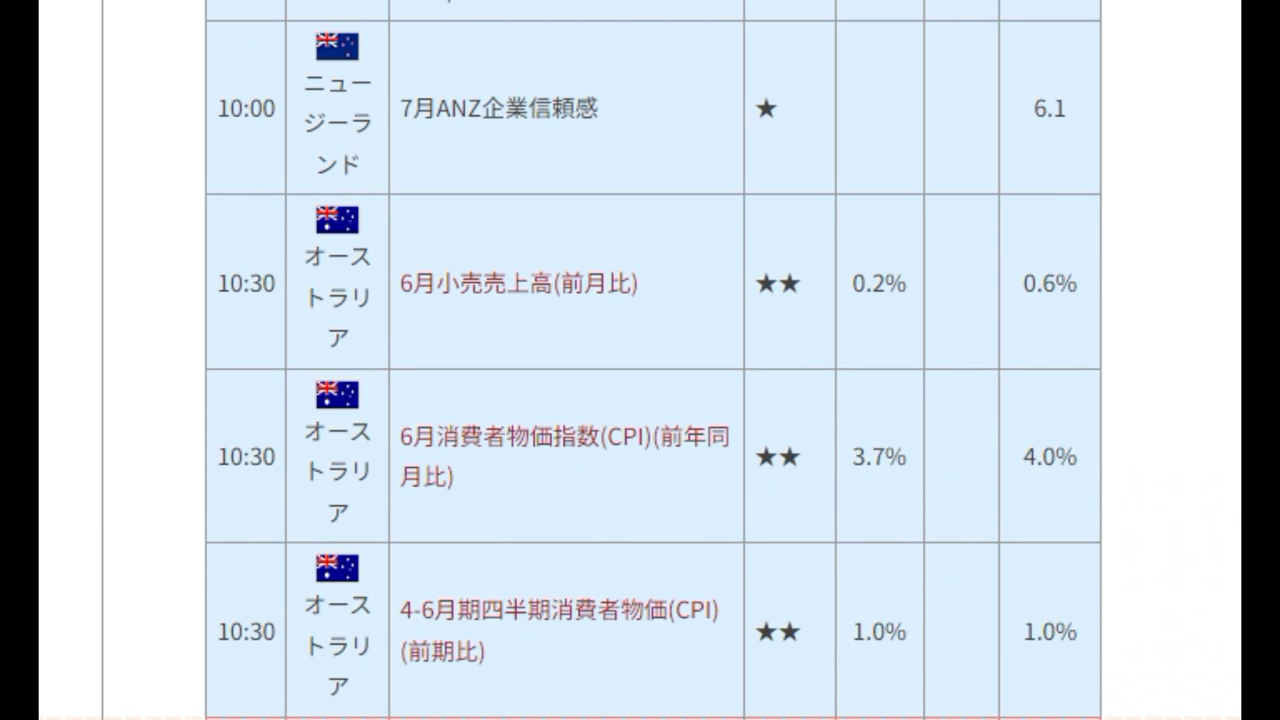 10:00
ニュー
ジーラ
ンド
7月ANZ企業信頼感
★
6.1
10:30
オース
トラリ
ア
6月小売売上高(前月比)
★★
0.2%
0.6%
10:30
オース
トラリ
ア
6月消費者物価指数(CPI)(前年同
月比)
★★
3.7%
4.0%
10:30
オース
トラリ
ア
4-6月期四半期消費者物価(CPI)
(前期比)
★★
1.0%
1.0%